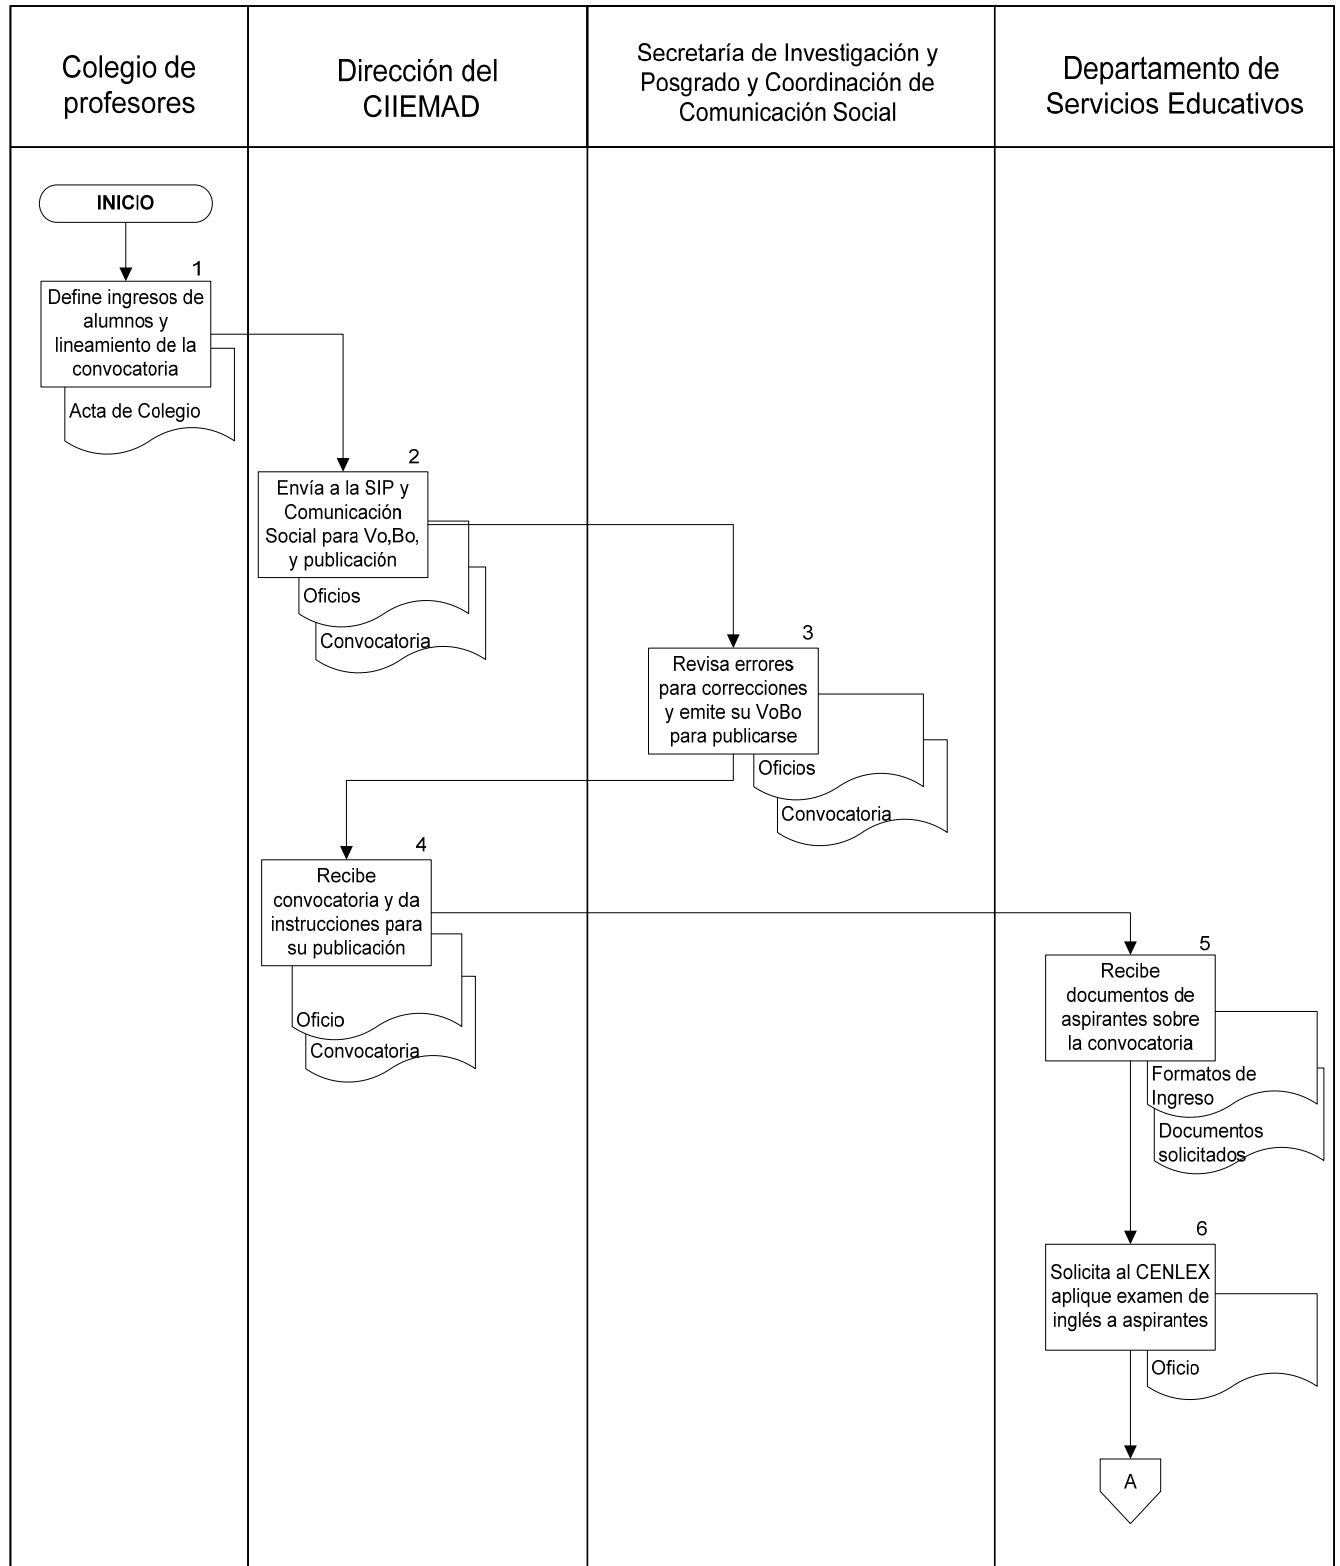 Colegio de
profesores
Dirección del
CIIEMAD
Secretaría de Investigación y
Posgrado y Coordinación de
Comunicación Social
Departamento de
Servicios Educativos
INICIO
1
Define ingresos de
alumnos y
lineamiento de la
convocatoria
Acta de Colegio
2
Envía a la SIP y
Comunicación
Social para Vo,Bo,
y publicación
Oficios
Convocatoria
3
Revisa errores
para correcciones
y emite su VoBo
para publicarse
Oficios
Convocatoria
4
Recibe
convocatoria y da
instrucciones para
su publicación
Oficio
Convocatoria
5
Recibe
documentos de
aspirantes sobre
la convocatoria
Formatos de
Ingreso
Documentos
solicitados
6
Solicita al CENLEX
aplique examen de
inglés a aspirantes
Oficio
A